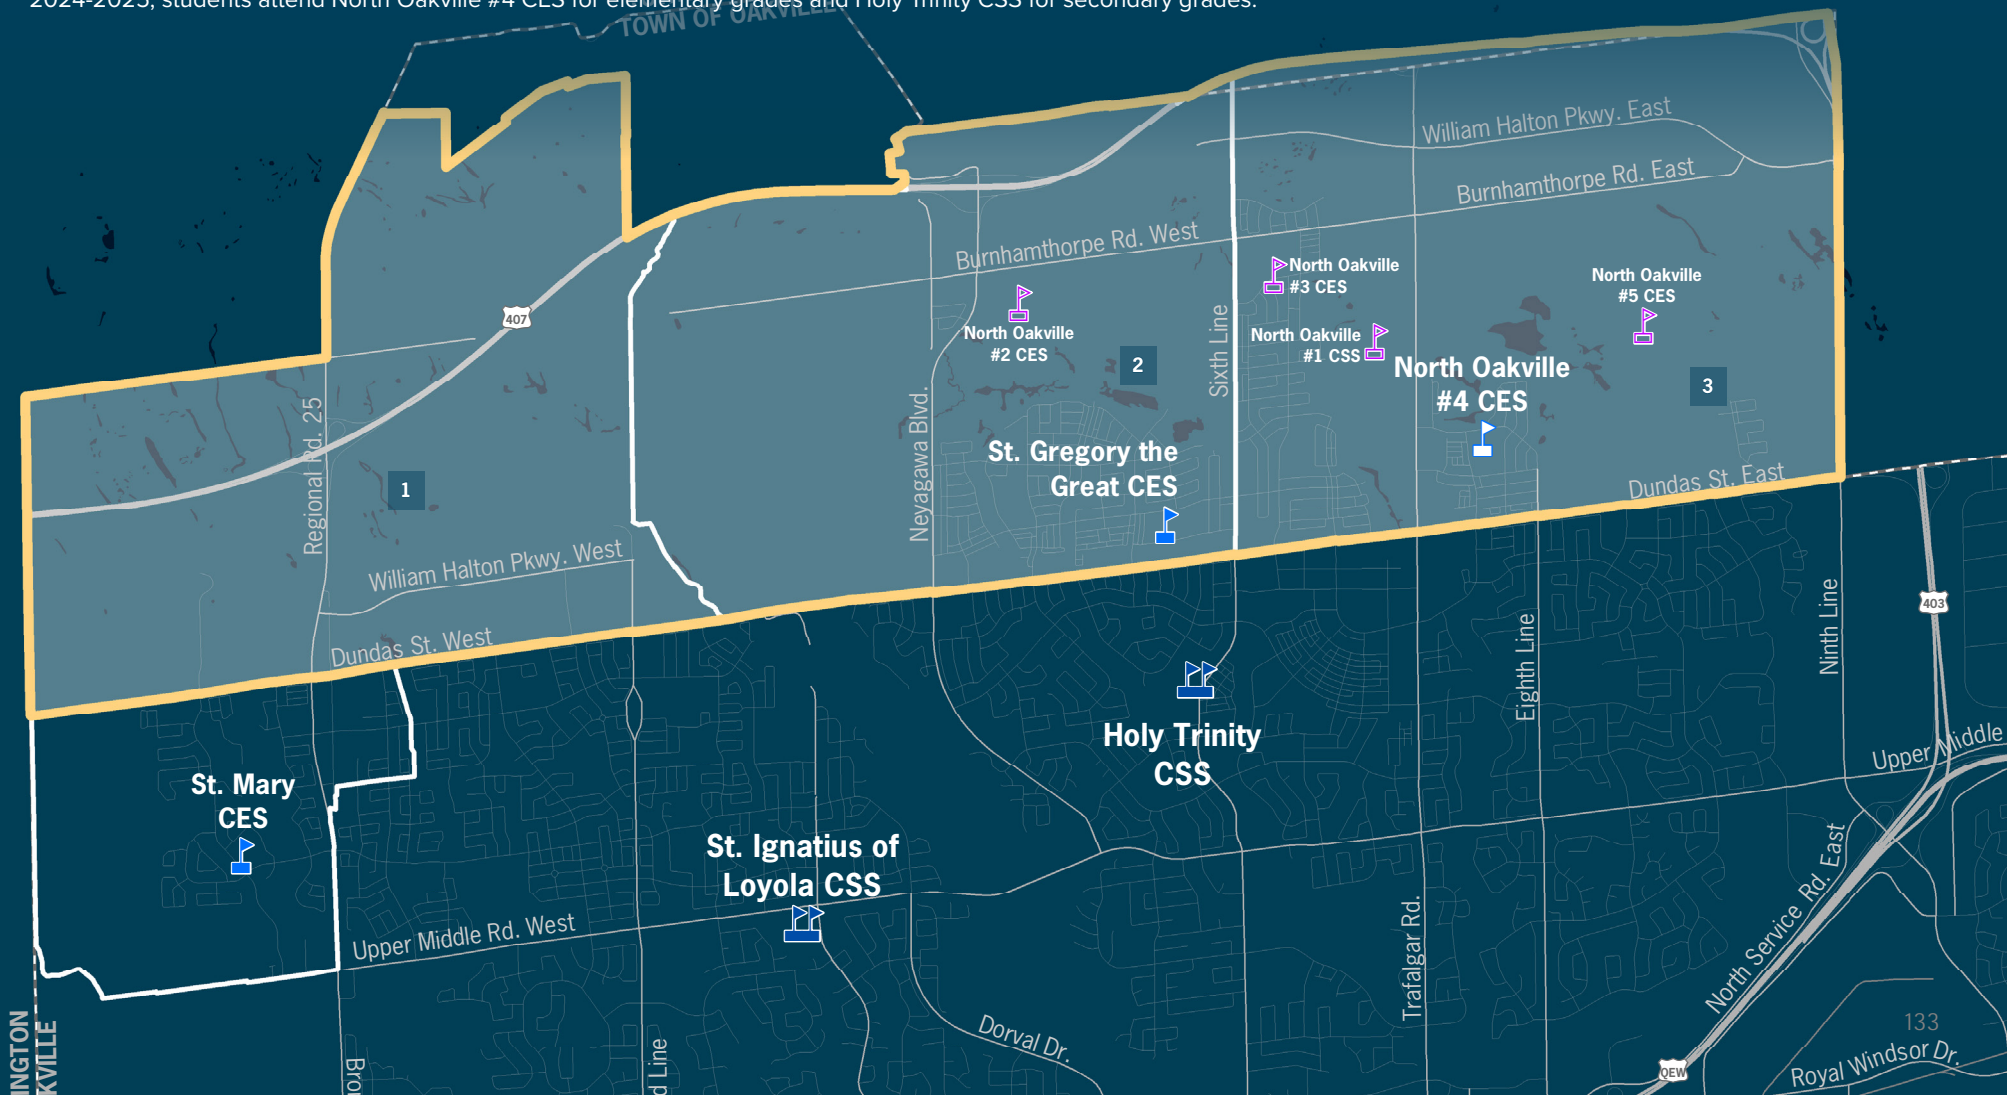 2024-2025, students attend North Oakville #4 CES for elementary grades and Holy Trinity CSS for secondary grades.
TOWN OF OAKVILLE
William Halton Pkwy. East
Burnhamthorpe Rd. East
Burnhamthorpe Rd. West
North Oakville
#3 CES
North Oakville
#5 CES
407
North Oakville
#2 CES
Sixth Line
North Oakville
#1 CSS
2
North Oakville
#4 CES
3
Regional Rd. 25
Neyagawa Blvd.
St. Gregory the
Great CES
1
Dundas St. East
William Halton Pkwy. West
Dundas St. West
403
Ninth Line
Eighth Line
Holy Trinity
CSS
Upper Middle
St. Mary
CES
St. Ignatius of
Loyola CSS
Upper Middle Rd. West
Trafalgar Rd.
North Service Rd. East
INGTON
KVILLE
Bro
d Line
Dorval Dr.
133
QEW
Royal Windsor Dr.